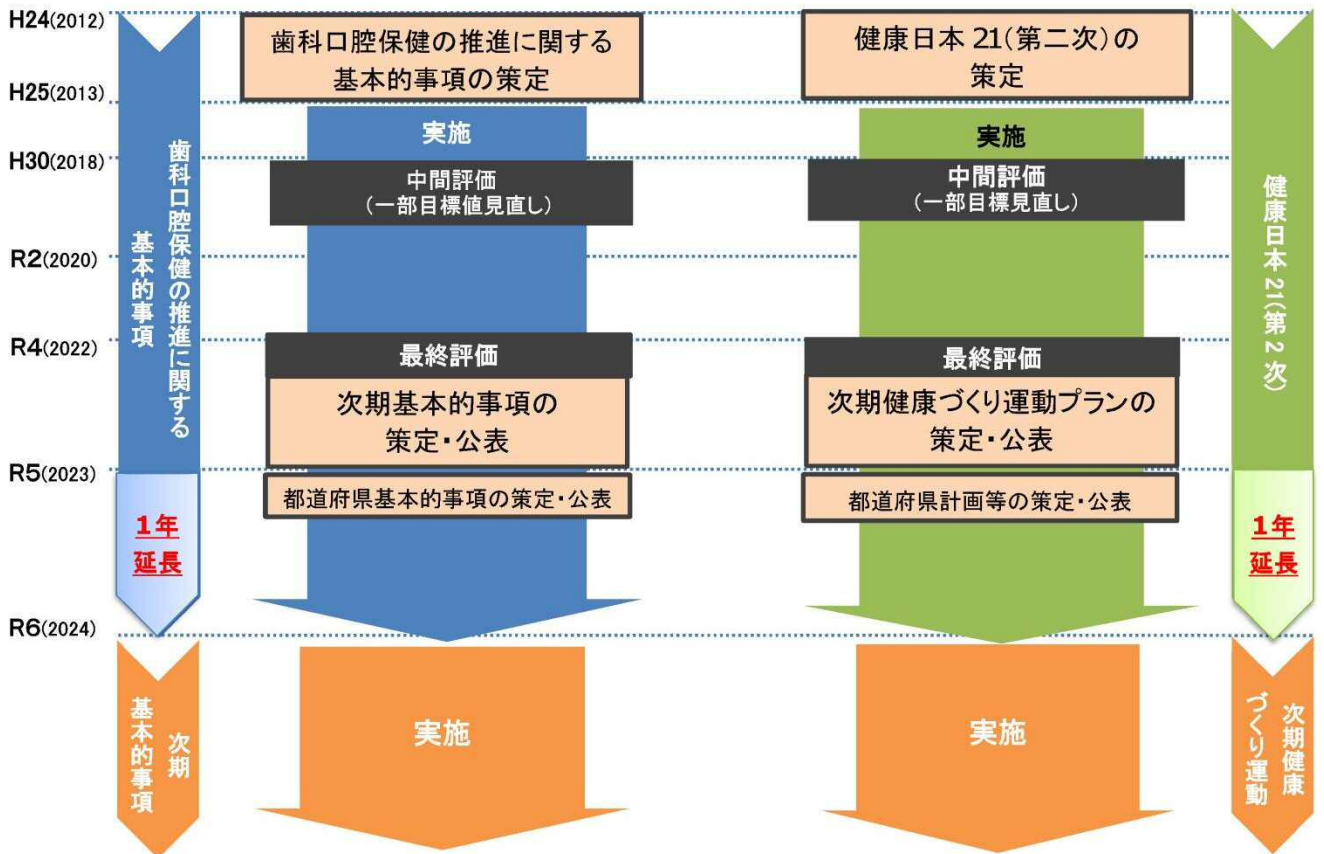 H24(2012)
歯科口腔保健の推進に関する
基本的事項の策定
健康日本21(第二次)の
策定
H25(2013)
実施
実施
H30(2018)
中間評価
(一部目標値見直し)
中間評価
(一部目標見直し)
歯科口腔保健の推進に関する
基本的事項
健康日本21(第2次)
R2(2020)
R4(2022)
最終評価
次期基本的事項の
策定・公表
最終評価
次期健康づくり運動プランの
策定・公表
R5(2023)
都道府県基本的事項の策定・公表
都道府県計画等の策定・公表
1年
延長
1年
延長
R6(2024)
次期
基本的事項
実施
実施
次期健康
づくり運動